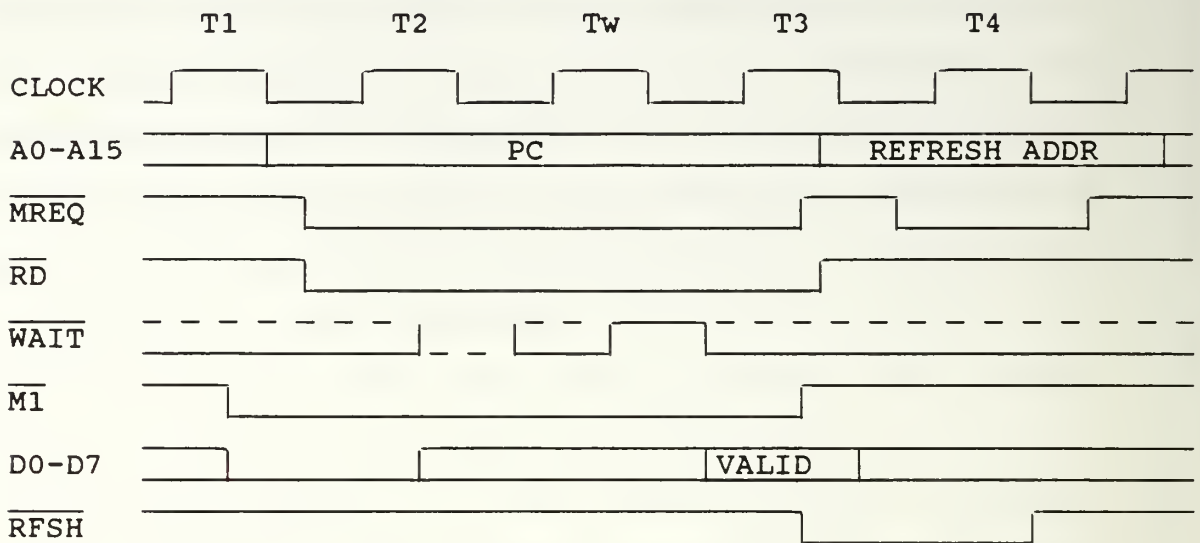 T1 T2 Tw T3 T4
CLOCK
A0-A15 PC REFRESH ADDR
MREQ
RD
WAIT
M1
D0-D7 VALID
RFSH